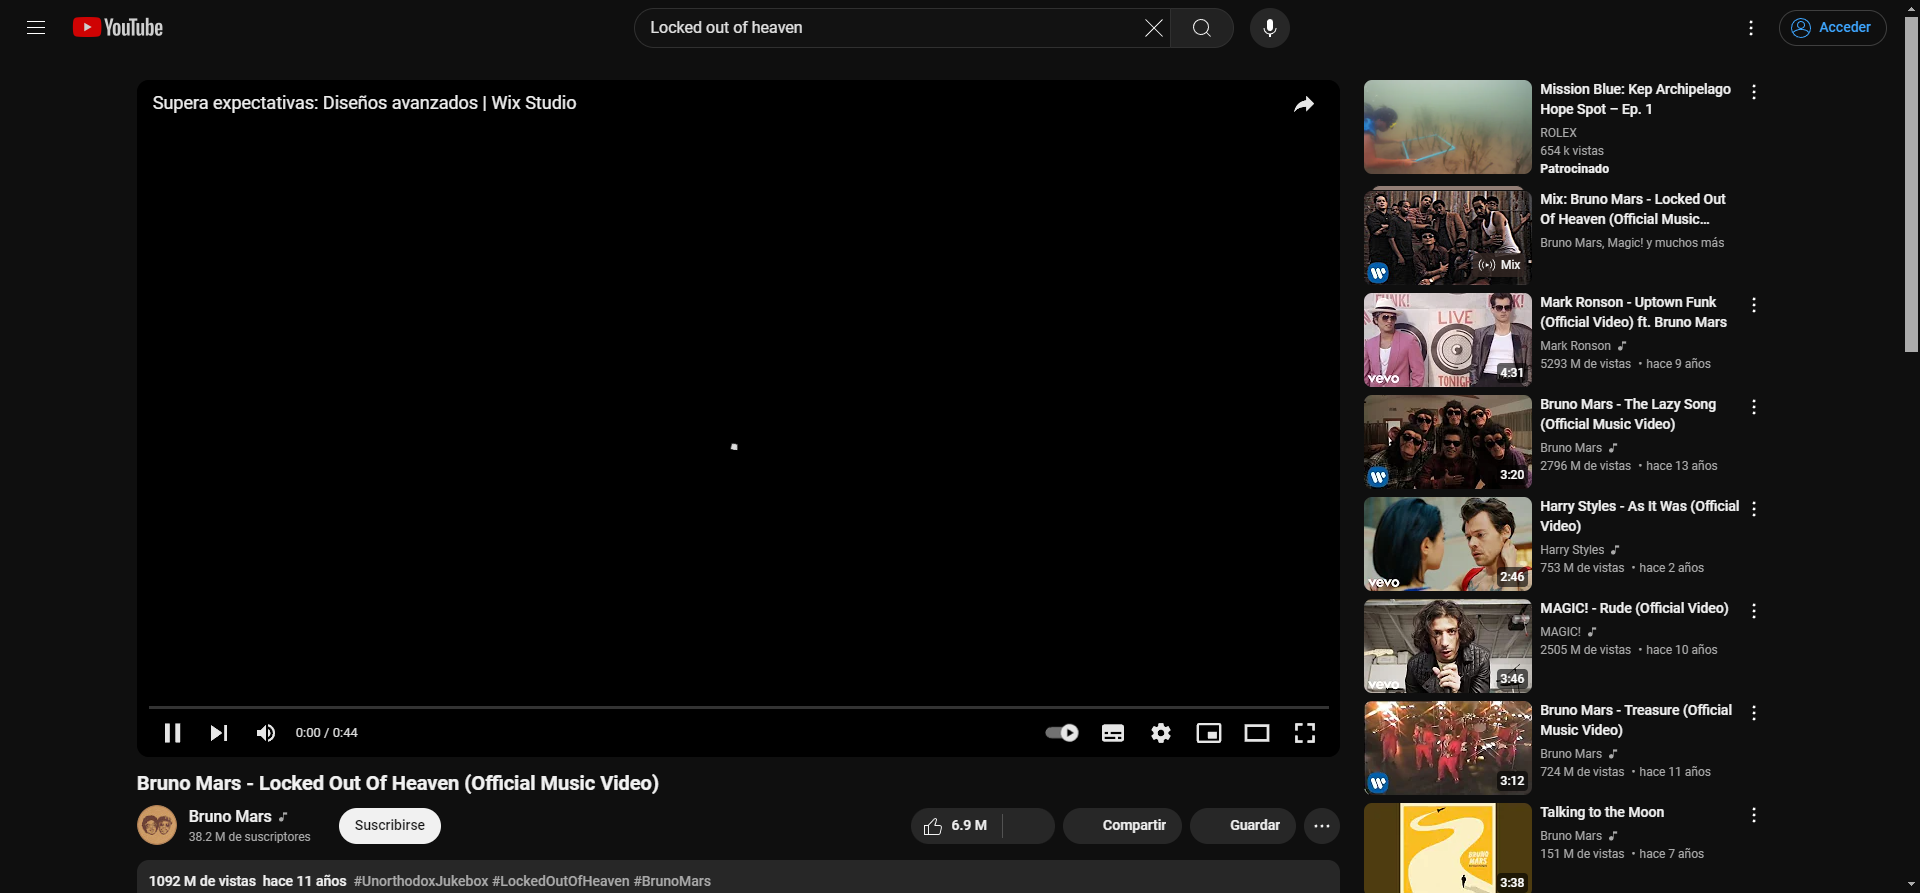 YouTube
Locked out of heaven
Acceder
Supera expectativas: Diseños avanzados | Wix Studio
0:00 / 0:44
Bruno Mars - Locked Out Of Heaven (Official Music Video)
Bruno Mars
38.2 M de suscriptores
Suscribirse
6.9 M
Compartir
Guardar
1092 M de vistas hace 11 años #UnorthodoxJukebox #LockedOutOfHeaven #BrunoMars
Mission Blue: Kep Archipelago
Hope Spot – Ep. 1
ROLEX
654 k vistas
Patrocinado
Mix
Mix: Bruno Mars - Locked Out
Of Heaven (Official Music...
Bruno Mars, Magic! y muchos más
LIVE
vevo
4:31
Mark Ronson - Uptown Funk
(Official Video) ft. Bruno Mars
Mark Ronson
5293 M de vistas • hace 9 años
3:20
Bruno Mars - The Lazy Song
(Official Music Video)
Bruno Mars
2796 M de vistas • hace 13 años
vevo
2:46
Harry Styles - As It Was (Official
Video)
Harry Styles
753 M de vistas • hace 2 años
vevo
3:46
MAGIC! - Rude (Official Video)
MAGIC!
2505 M de vistas • hace 10 años
3:12
Bruno Mars - Treasure (Official
Music Video)
Bruno Mars
724 M de vistas • hace 11 años
BRUNO
MARS
3:38
Talking to the Moon
Bruno Mars
151 M de vistas • hace 7 años